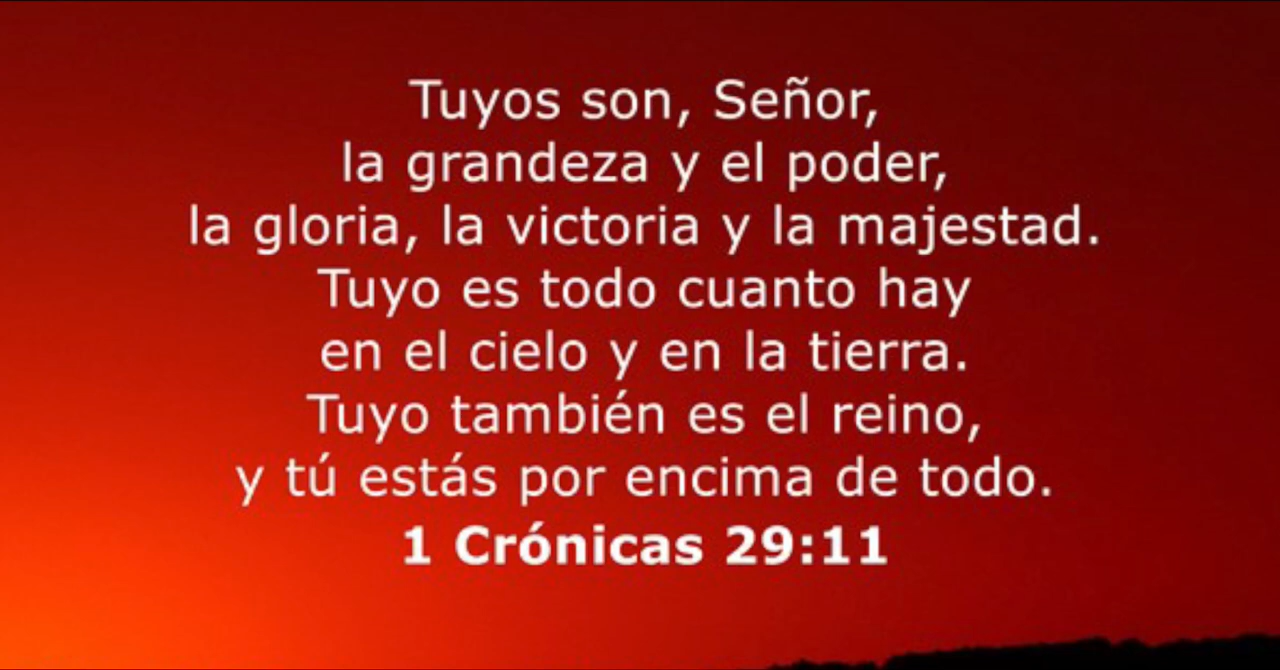 Tuyos son, Señor,
la grandeza y el poder,
la gloria, la victoria y la majestad.
Tuyo es todo cuanto hay
en el cielo y en la tierra.
Tuyo también es el reino,
y tú estás por encima de todo.
1 Crónicas 29:11